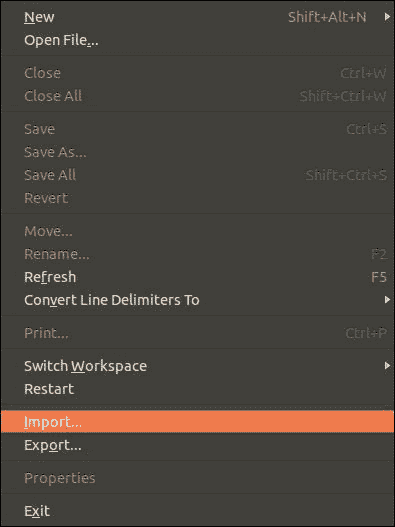 New Shift+Alt+N
Open File...
Close Ctrl+W
Close All Shift+Ctrl+W
Save Ctrl+S
Save As...
Save All Shift+Ctrl+S
Revert
Move...
Rename... F2
Refresh F5
Convert Line Delimiters To
Print... Ctrl+P
Switch Workspace
Restart
Import...
Export...
Properties
Exit